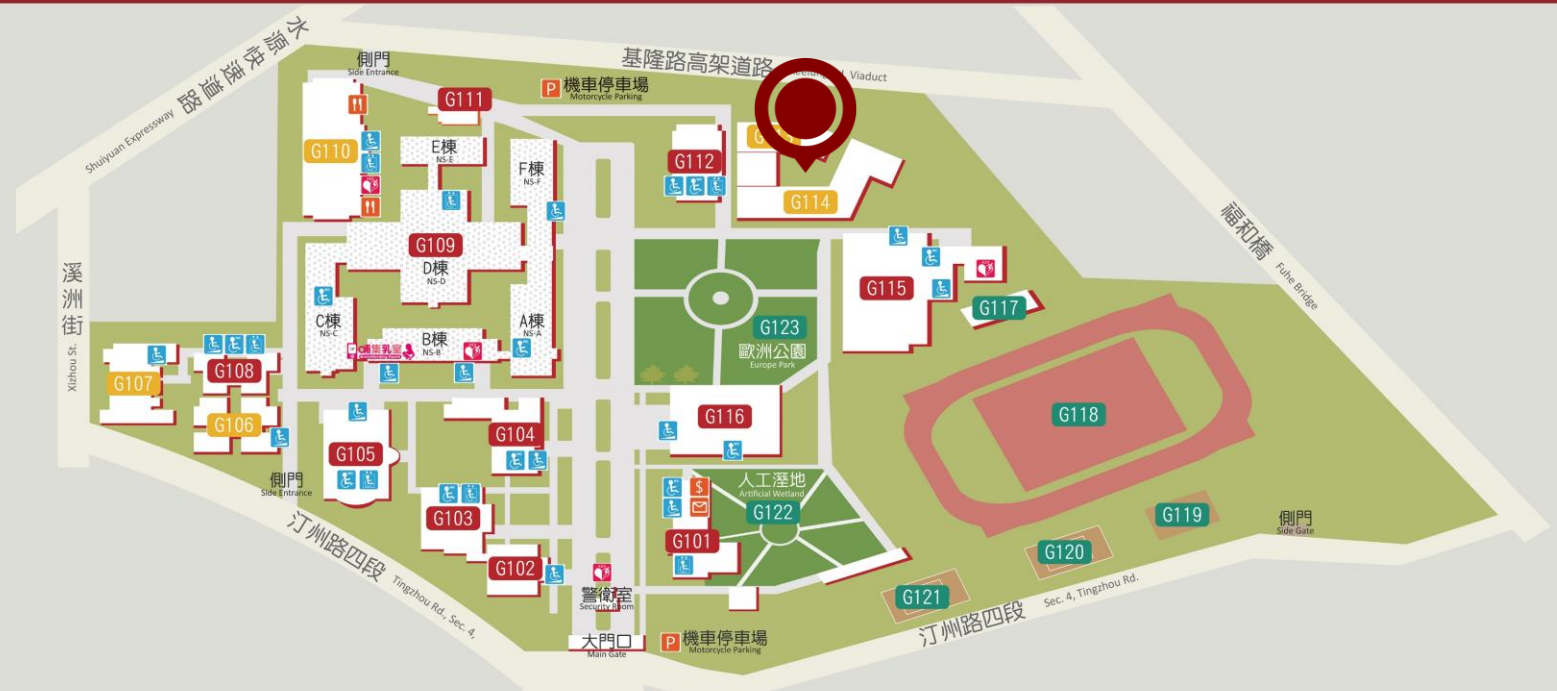 水源快速道路
Shuiyuan Expressway
側門
Side Entrance
基隆路高架道路
Viaduct
P 機車停車場
Motorcycle Parking
G111
G110
E棟
NS-E
F棟
NS-F
G112
G114
福和橋
Fuhe Bridge
G109
D棟
NS-D
溪洲街
Xizhou St.
C棟
NS-C
B棟
NS-B
哺集乳室
A棟
NS-A
G123
歐洲公園
Europe Park
G115
G117
G107
G108
G106
G105
G104
G116
G118
側門
Side Entrance
G103
G102
$
G101
人工溼地
Artificial Wetland
G122
G119
G120
G121
側門
Side Gate
汀州路四段
Tingzhou Rd., Sec. 4,
警衛室
Security Room
大門口
Main Gate
P 機車停車場
Motorcycle Parking
汀州路四段
Sec. 4, Tingzhou Rd.